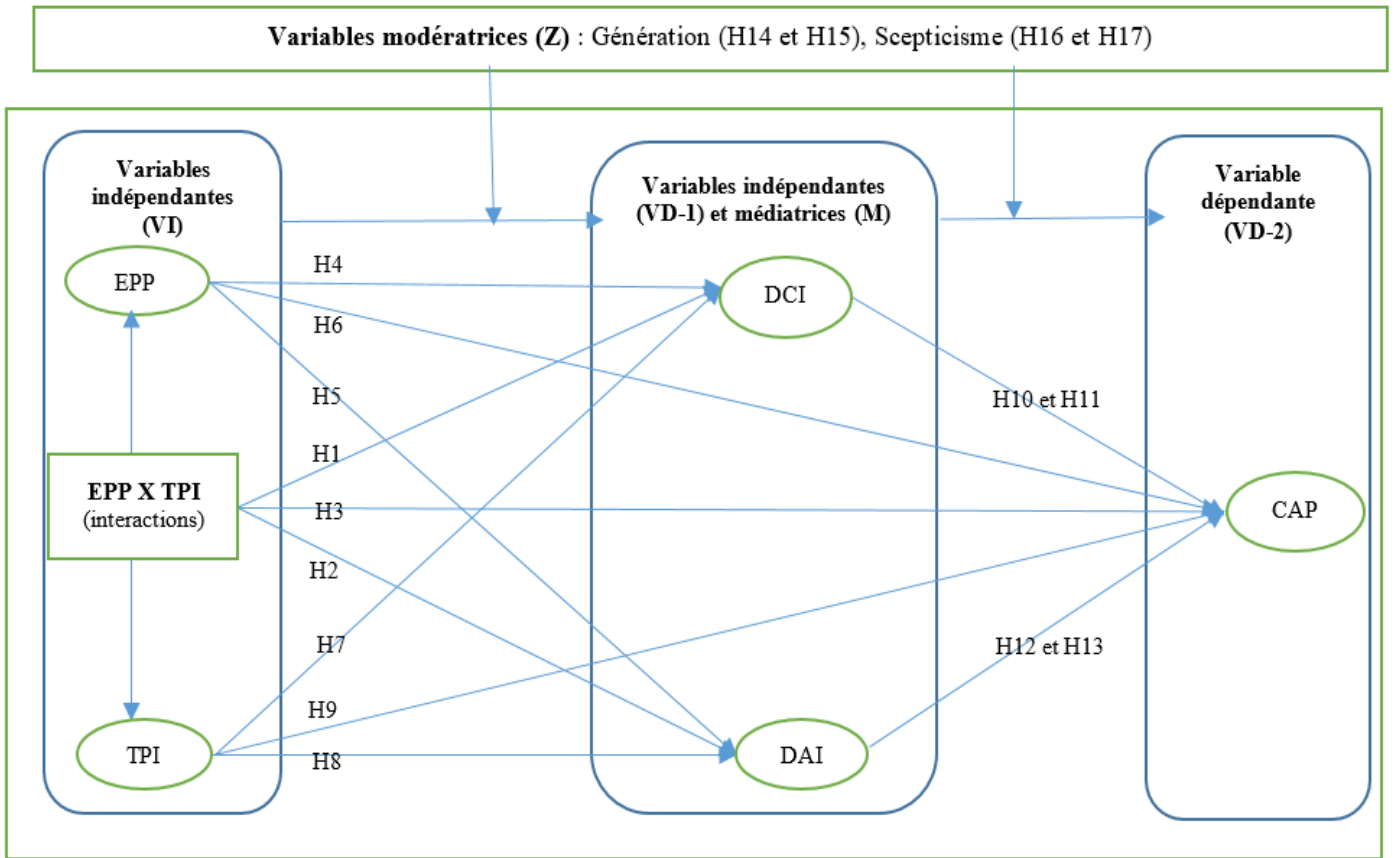 Variables modératrices (Z) : Génération (H14 et H15), Scepticisme (H16 et H17)
Variables
indépendantes
(VI)
EPP
EPP X TPI
(interactions)
TPI
H4
H6
H5
H1
H3
H2
H7
H9
H8
Variables indépendantes
(VD-1) et médiatrices (M)
DCI
DAI
H10 et H11
H12 et H13
Variable
dépendante
(VD-2)
CAP